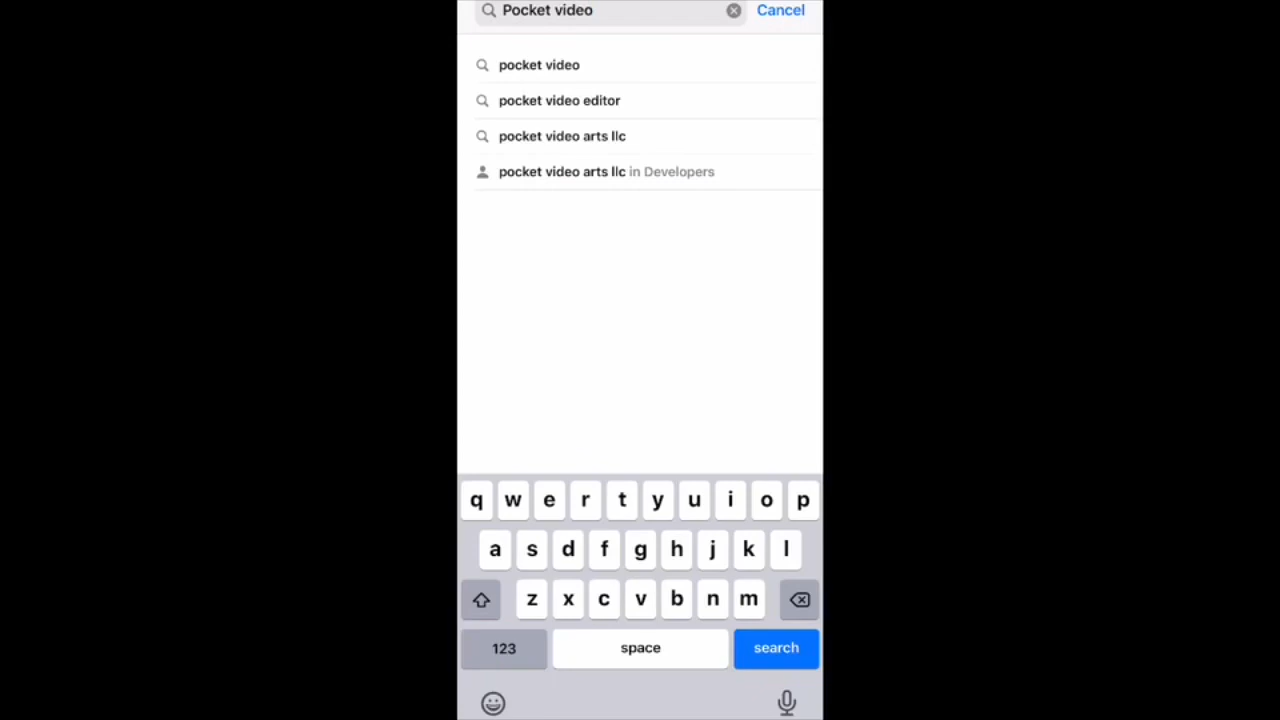 Pocket video Cancel
pocket video
pocket video editor
pocket video arts llc
pocket video arts llc in Developers
q w e r t y u i o p
a s d f g h j k l
z x c v b n m
123 space search